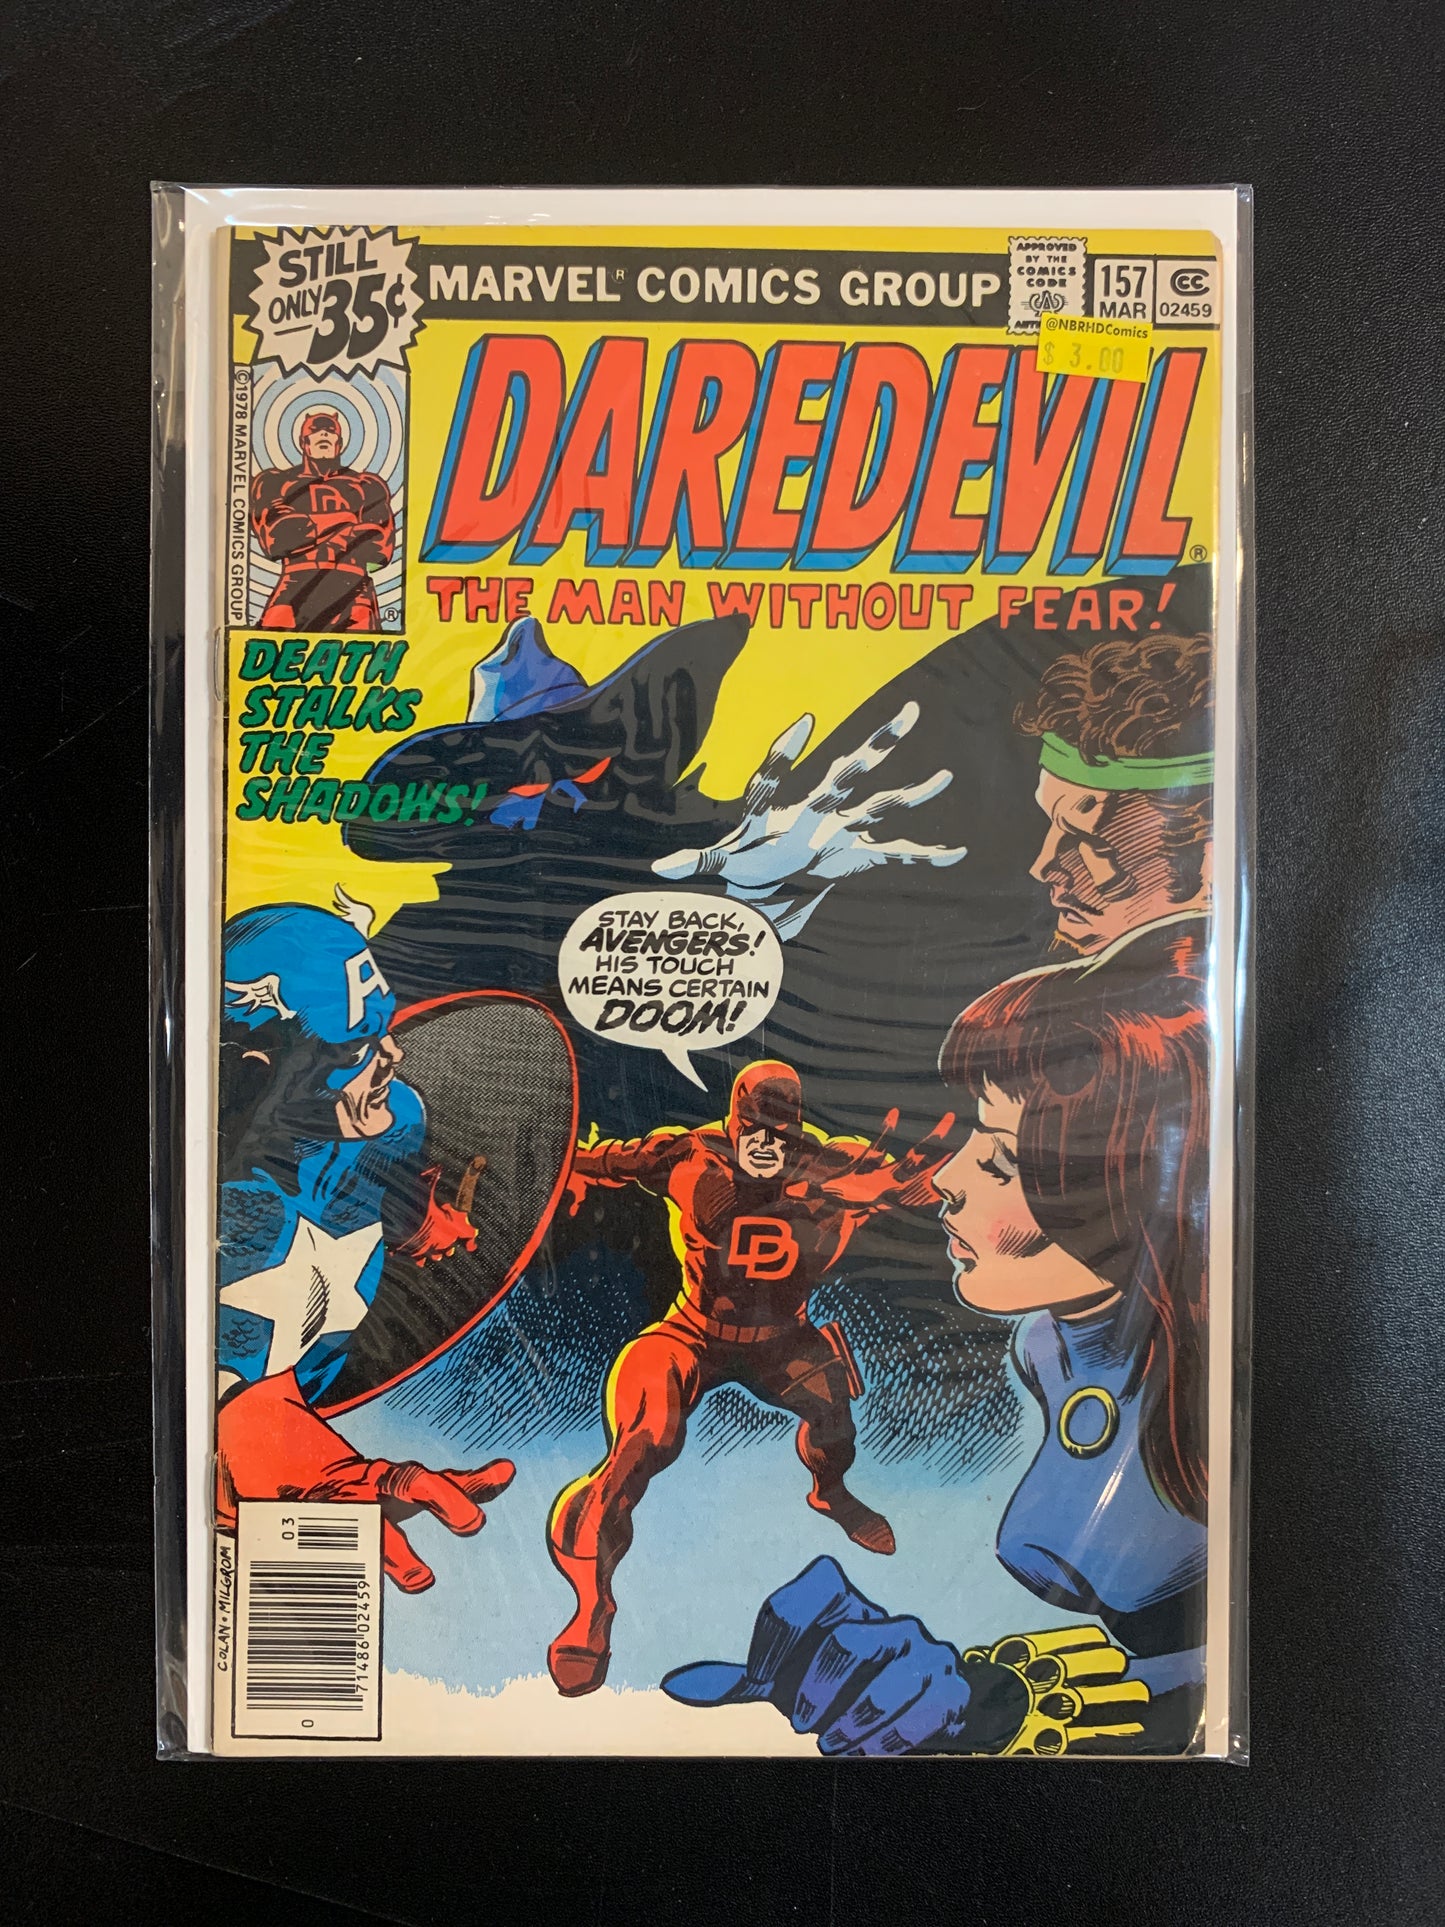 STILL
ONLY 35¢
MARVEL® COMICS GROUP
APPROVED
BY THE
COMICS
CODE
157
MAR
CC
02459
@NBRHDComics
$ 3.00
©1978 MARVEL COMICS GROUP
DD
®
DAREDEVIL®
THE MAN WITHOUT FEAR!
DEATH
STALKS
THE
SHADOWS!
A
STAY BACK,
AVENGERS!
HIS TOUCH
MEANS CERTAIN
DOOM!
DD
COLAN • MILGROM
03
71486 02459
0